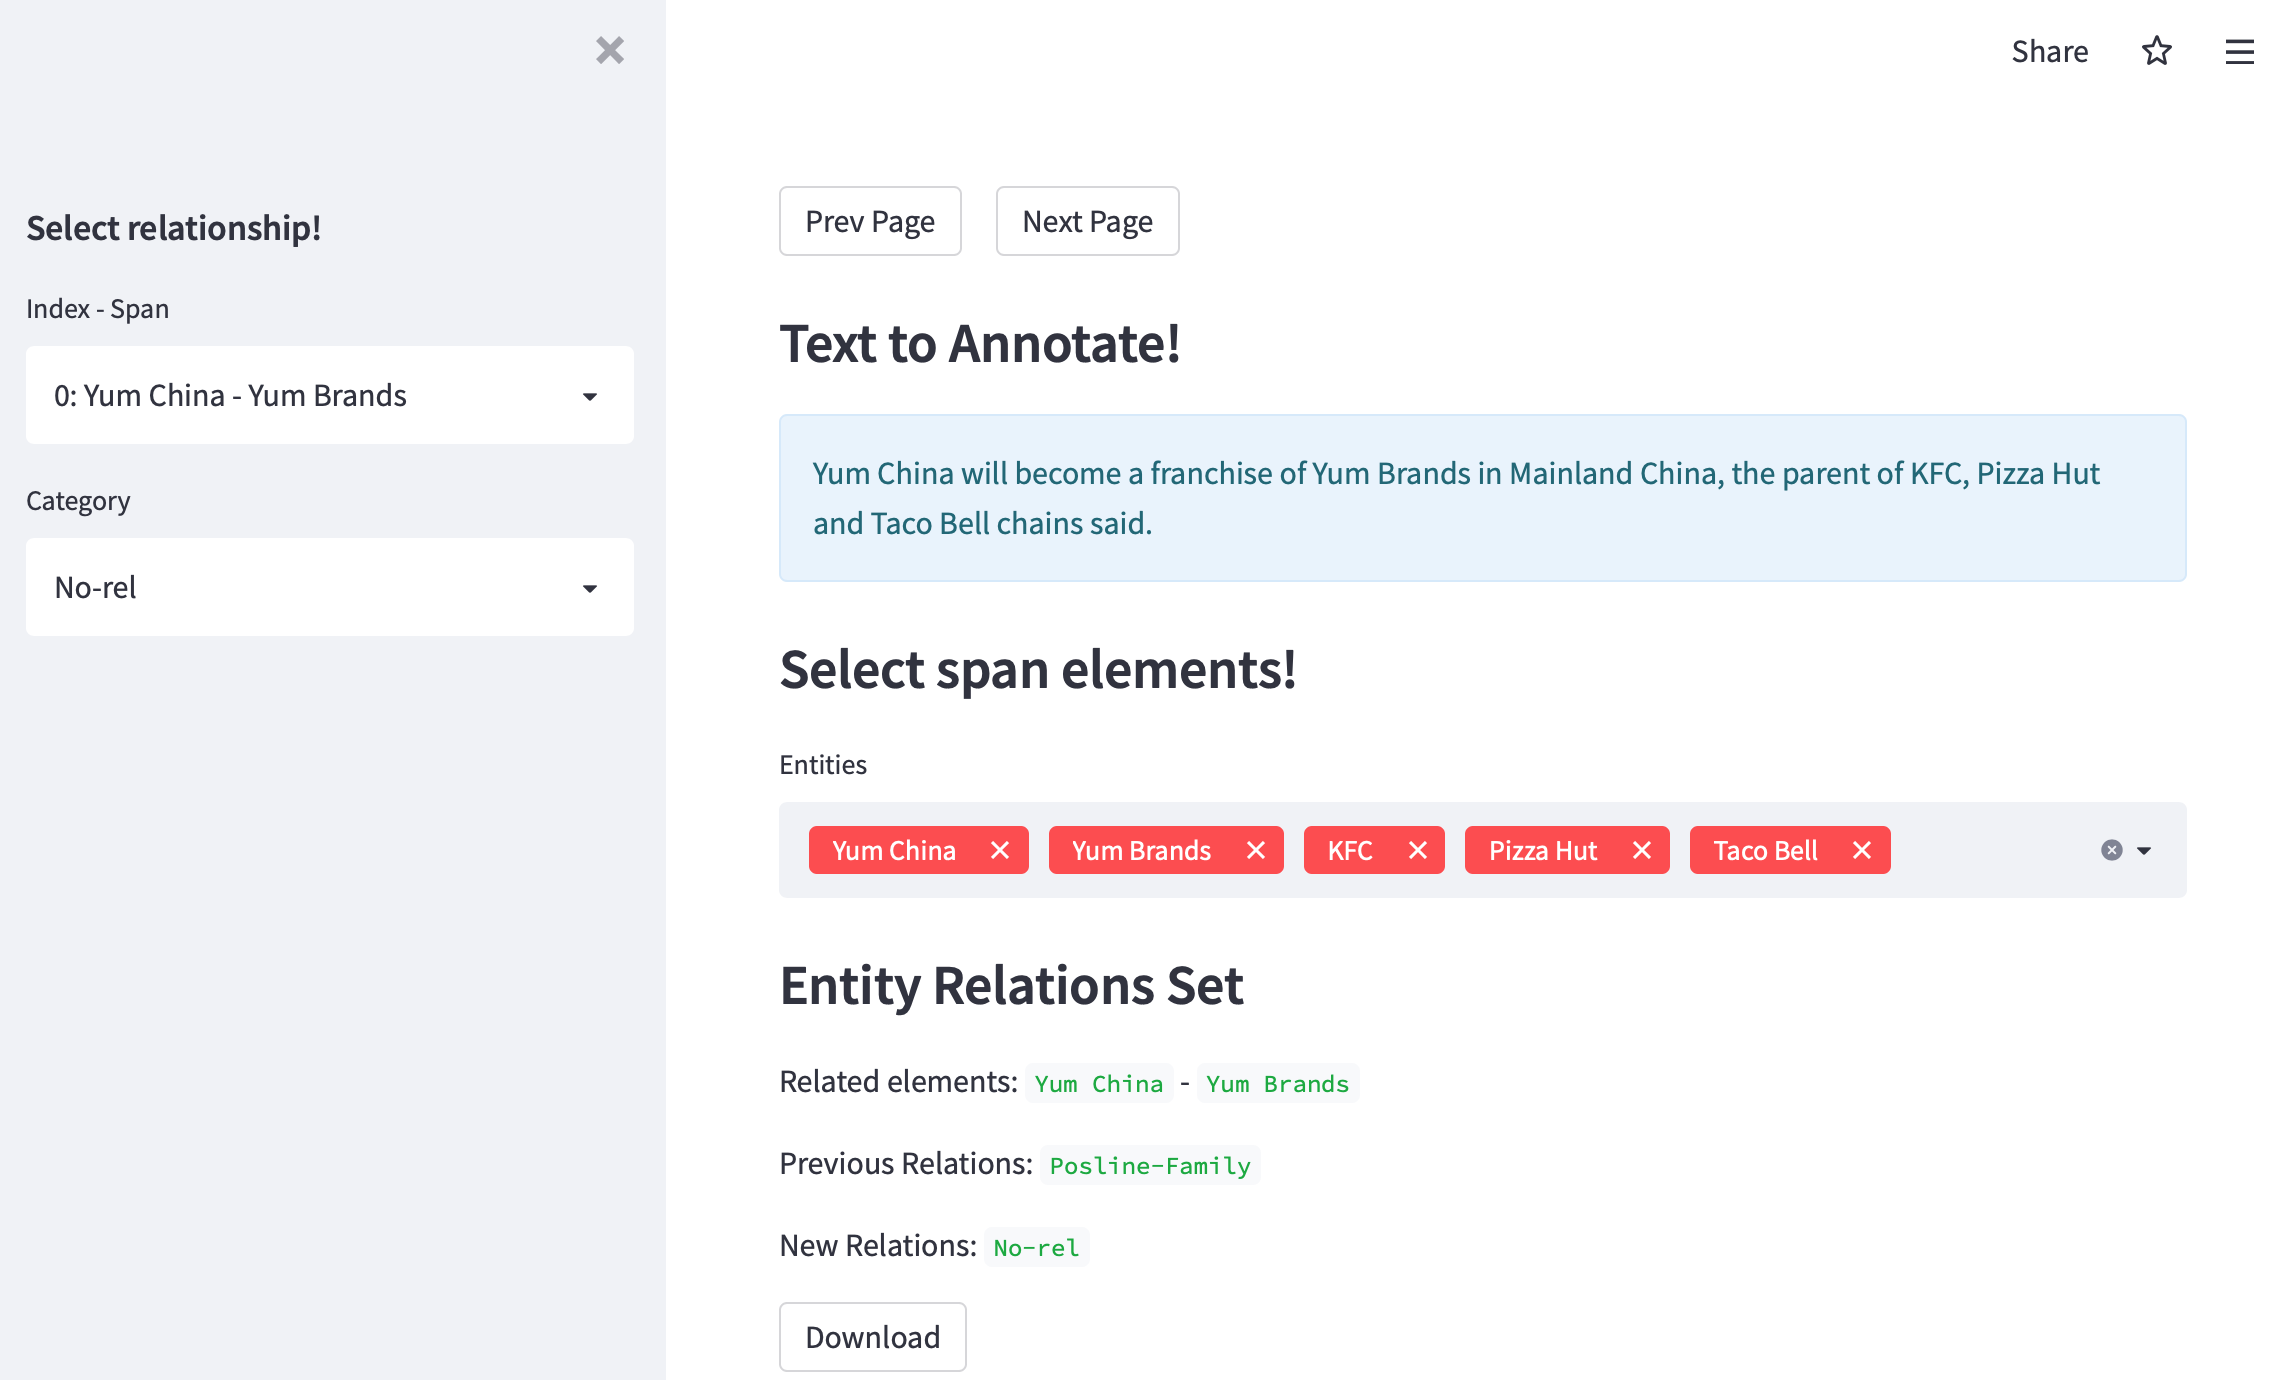 Select relationship!
Index - Span
0: Yum China - Yum Brands
Category
No-rel
Share
Prev Page
Next Page
Text to Annotate!
Yum China will become a franchise of Yum Brands in Mainland China, the parent of KFC, Pizza Hut
and Taco Bell chains said.
Select span elements!
Entities
Yum China
Yum Brands
KFC
Pizza Hut
Taco Bell
Entity Relations Set
Related elements: Yum China - Yum Brands
Previous Relations: Posline-Family
New Relations: No-rel
Download